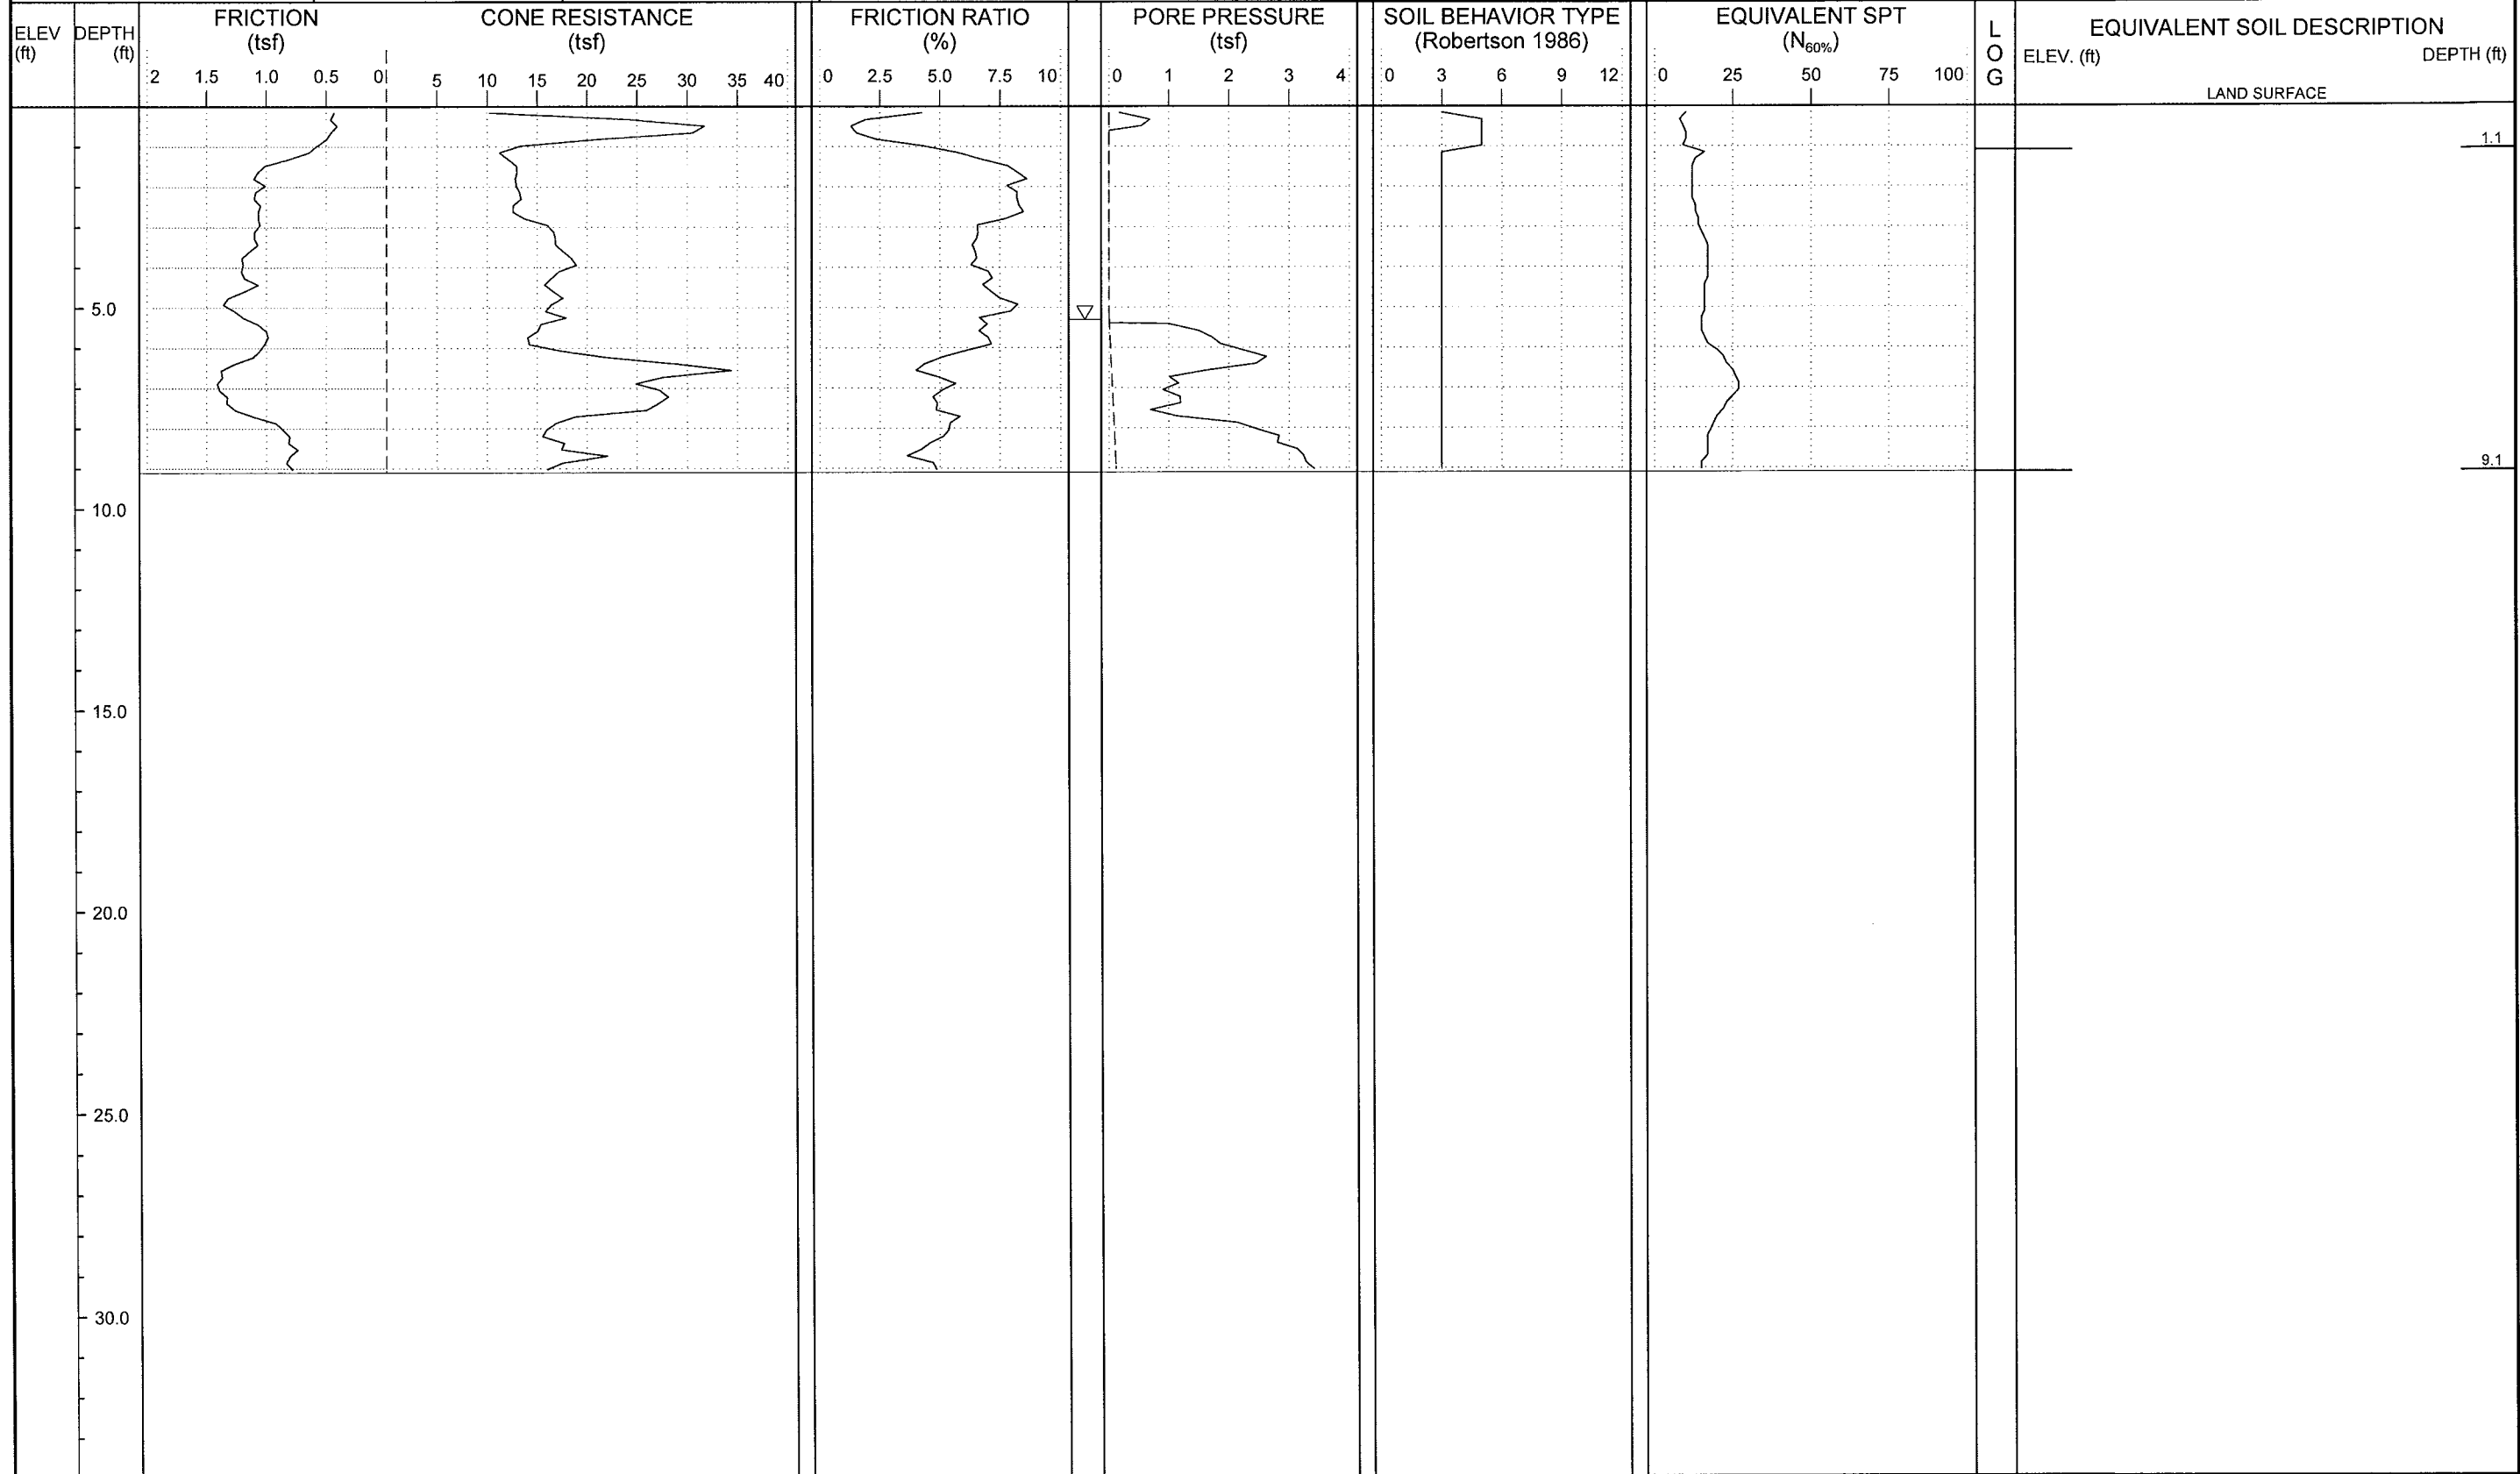 ELEV
(ft)
DEPTH
(ft)
FRICTION
(tsf)
2 1.5 1.0 0.5 0
CONE RESISTANCE
(tsf)
5 10 15 20 25 30 35 40
FRICTION RATIO
(%)
0 2.5 5.0 7.5 10
PORE PRESSURE
(tsf)
0 1 2 3 4
SOIL BEHAVIOR TYPE
(Robertson 1986)
0 3 6 9 12
EQUIVALENT SPT
(N60%)
0 25 50 75 100
L
O
G
EQUIVALENT SOIL DESCRIPTION
ELEV. (ft) DEPTH (ft)
LAND SURFACE
1.1
5.0
9.1
10.0
15.0
20.0
25.0
30.0